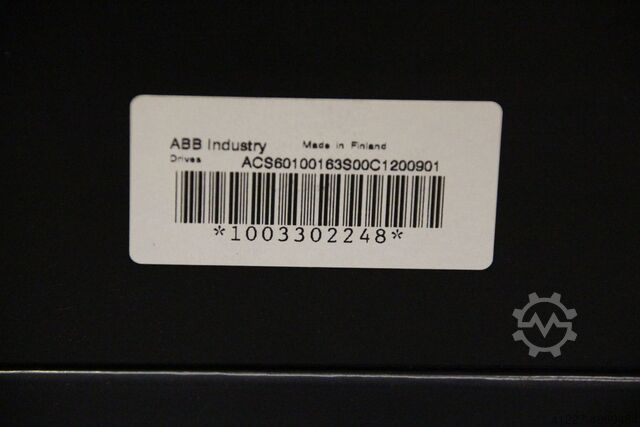 ABB Industry Made in Finland
Drives ACS60100163S00C1200901
*1003302248*